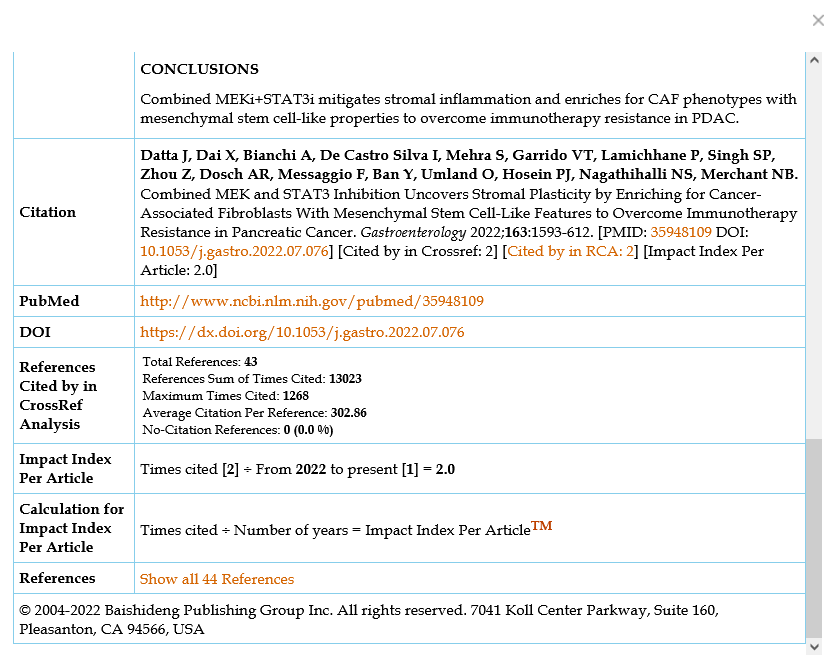 CONCLUSIONS
Combined MEKi+STAT3i mitigates stromal inflammation and enriches for CAF phenotypes with
mesenchymal stem cell-like properties to overcome immunotherapy resistance in PDAC.
Citation
Datta J, Dai X, Bianchi A, De Castro Silva I, Mehra S, Garrido VT, Lamichhane P, Singh SP,
Zhou Z, Dosch AR, Messaggio F, Ban Y, Umland O, Hosein PJ, Nagathihalli NS, Merchant NB.
Combined MEK and STAT3 Inhibition Uncovers Stromal Plasticity by Enriching for Cancer-
Associated Fibroblasts With Mesenchymal Stem Cell-Like Features to Overcome Immunotherapy
Resistance in Pancreatic Cancer. Gastroenterology 2022;163:1593-612. [PMID: 35948109 DOI:
10.1053/j.gastro.2022.07.076] [Cited by in Crossref: 2] [Cited by in RCA: 2] [Impact Index Per
Article: 2.0]
PubMed
http://www.ncbi.nlm.nih.gov/pubmed/35948109
DOI
https://dx.doi.org/10.1053/j.gastro.2022.07.076
References
Cited by in
CrossRef
Analysis
Total References: 43
References Sum of Times Cited: 13023
Maximum Times Cited: 1268
Average Citation Per Reference: 302.86
No-Citation References: 0 (0.0 %)
Impact Index
Per Article
Times cited [2] ÷ From 2022 to present [1] = 2.0
Calculation for
Impact Index
Per Article
Times cited ÷ Number of years = Impact Index Per Article™
References
Show all 44 References
© 2004-2022 Baishideng Publishing Group Inc. All rights reserved. 7041 Koll Center Parkway, Suite 160,
Pleasanton, CA 94566, USA